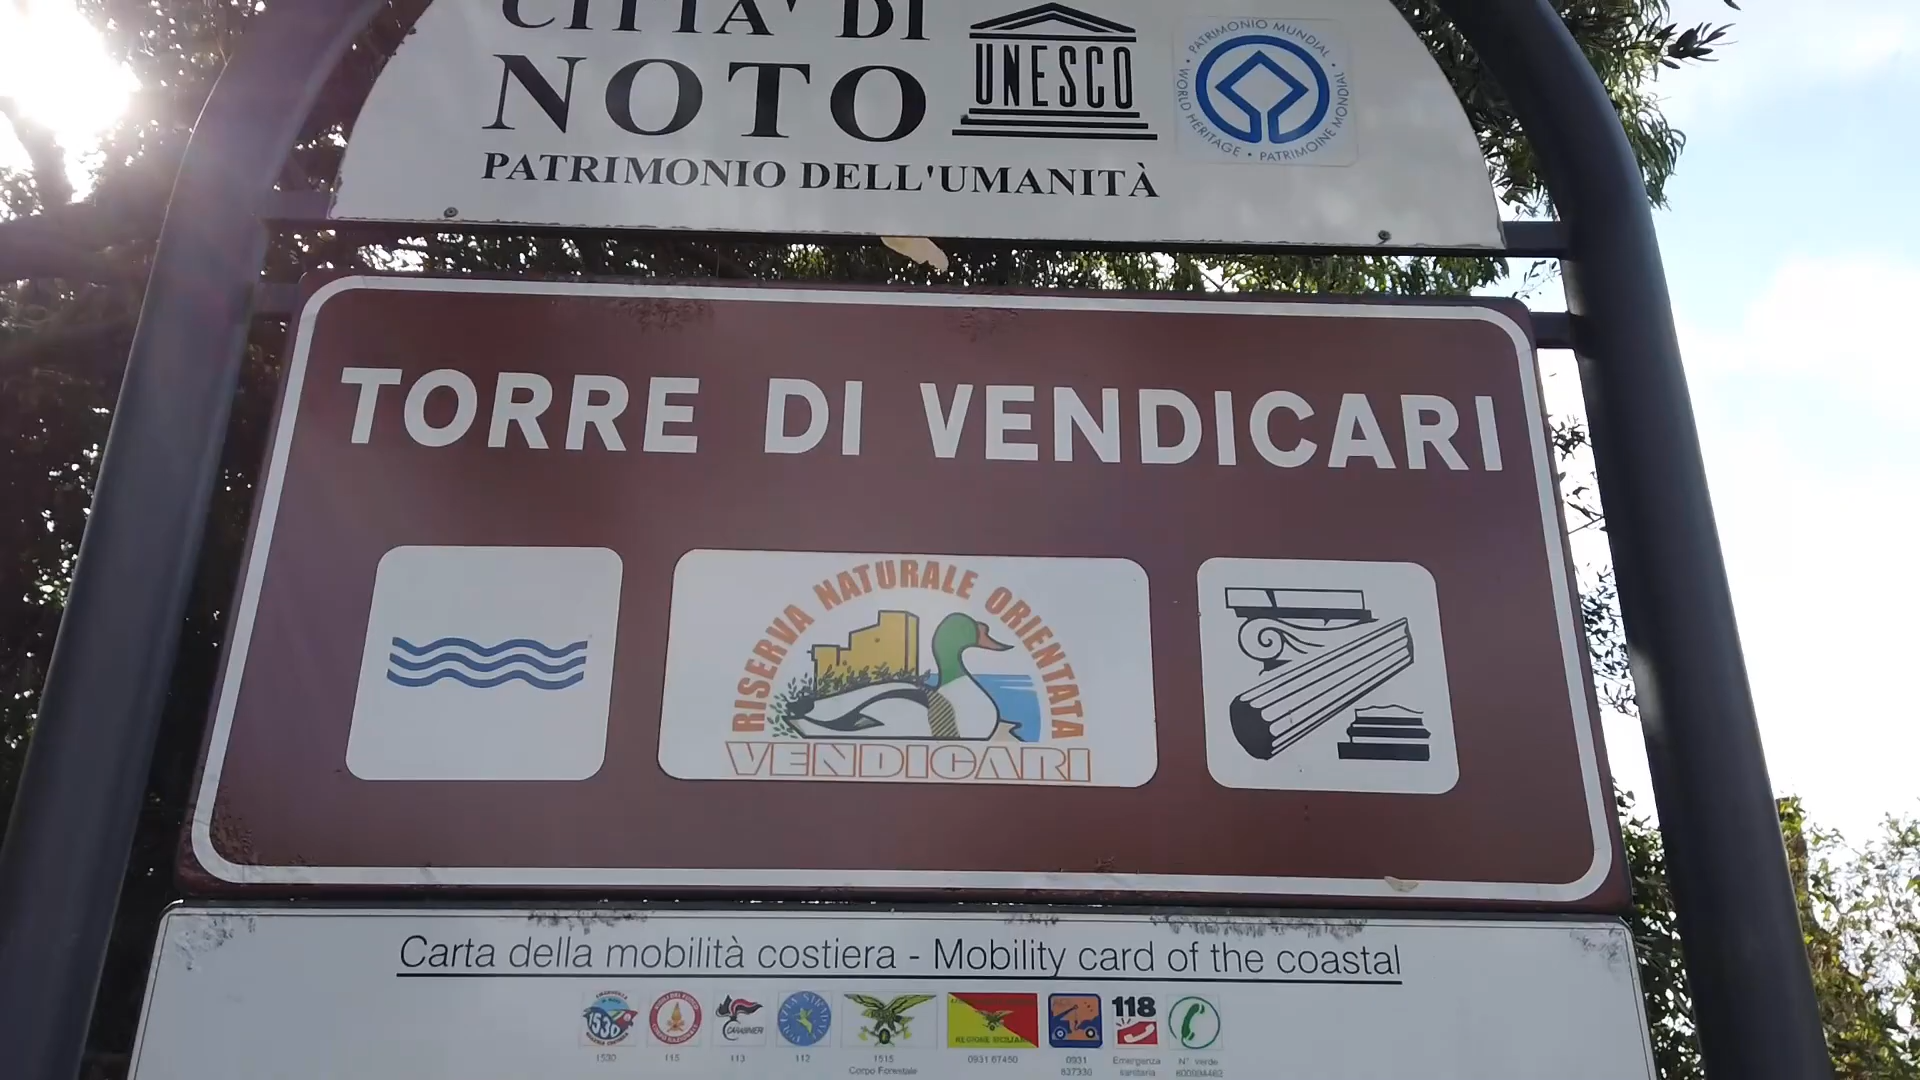 CITTA' DI
NOTO
UNESCO
PATRIMONIO MUNDIAL • WORLD HERITAGE • PATRIMOINE MONDIAL •
PATRIMONIO DELL'UMANITÀ
TORRE DI VENDICARI
RISERVA NATURALE ORIENTATA
VENDICARI
Carta della mobilità costiera - Mobility card of the coastal
1530
CARABINIERI
118
1530 115 113 112 1515 0931 67450 0931 Emergenza N° verde
Corpo Forestale sanitaria